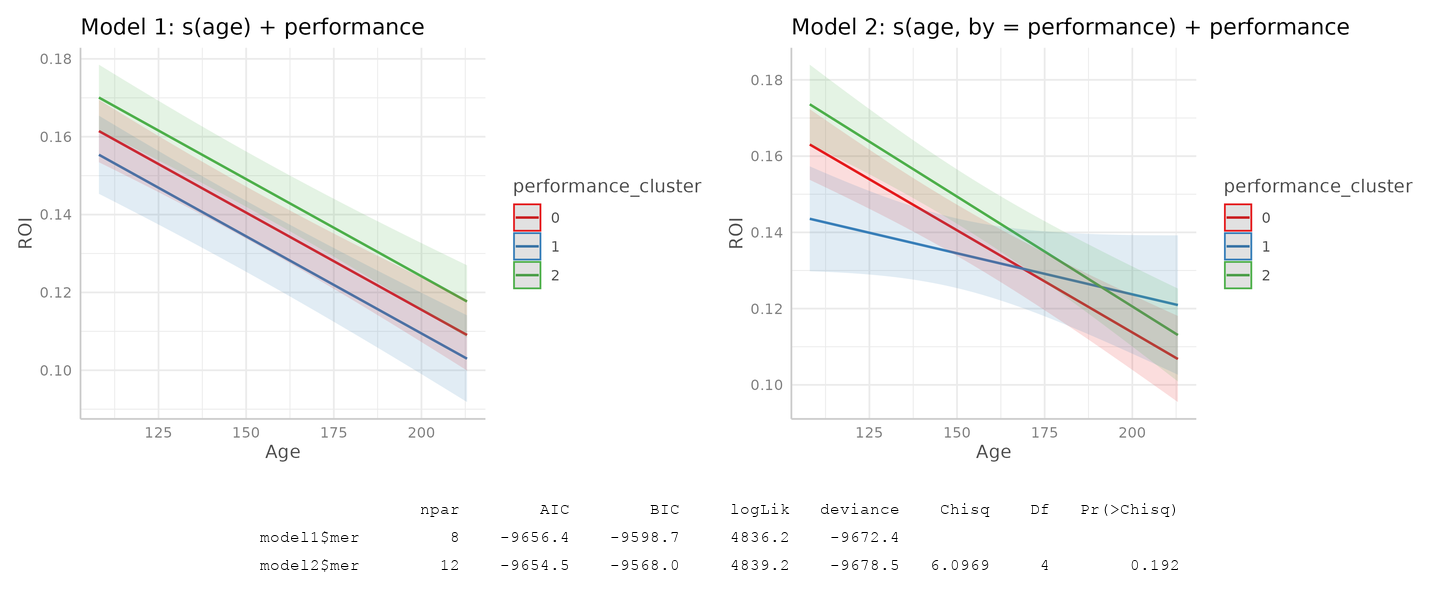 Model 1: s(age) + performance
0.18
0.16
0.14
0.12
0.10
ROI
125 150 175 200
Age
performance_cluster
0
1
2
Model 2: s(age, by = performance) + performance
0.18
0.16
0.14
0.12
0.10
ROI
125 150 175 200
Age
performance_cluster
0
1
2
npar AIC BIC logLik deviance Chisq Df Pr(>Chisq)
model1$mer 8 -9656.4 -9598.7 4836.2 -9672.4
model2$mer 12 -9654.5 -9568.0 4839.2 -9678.5 6.0969 4 0.192